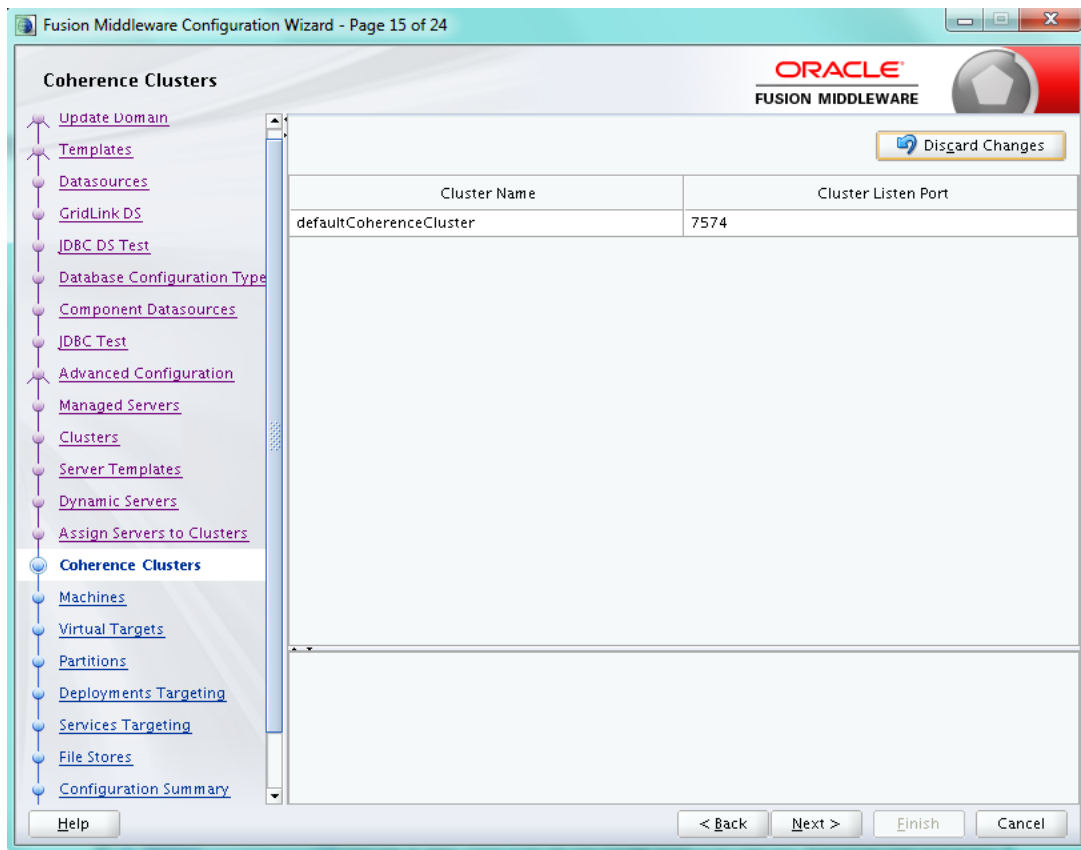 Fusion Middleware Configuration Wizard - Page 15 of 24
Coherence Clusters
ORACLE
FUSION MIDDLEWARE
Update Domain
Templates
Datasources
GridLink DS
JDBC DS Test
Database Configuration Type
Component Datasources
JDBC Test
Advanced Configuration
Managed Servers
Clusters
Server Templates
Dynamic Servers
Assign Servers to Clusters
Coherence Clusters
Machines
Virtual Targets
Partitions
Deployments Targeting
Services Targeting
File Stores
Configuration Summary
Discard Changes
Cluster Name Cluster Listen Port
defaultCoherenceCluster 7574
Help < Back Next > Finish Cancel